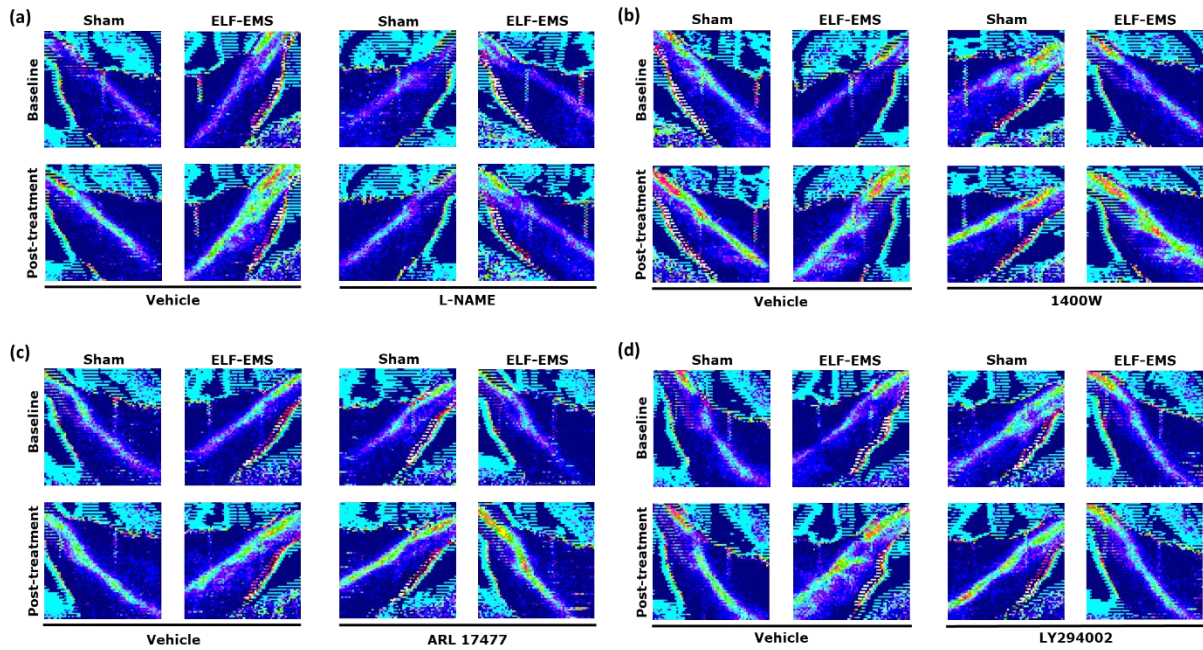 (a)
Sham ELF-EMS Sham ELF-EMS
Baseline
Post-treatment
Vehicle L-NAME
(b)
Sham ELF-EMS Sham ELF-EMS
Baseline
Post-treatment
Vehicle 1400W
(c)
Sham ELF-EMS Sham ELF-EMS
Baseline
Post-treatment
Vehicle ARL 17477
(d)
Sham ELF-EMS Sham ELF-EMS
Baseline
Post-treatment
Vehicle LY294002